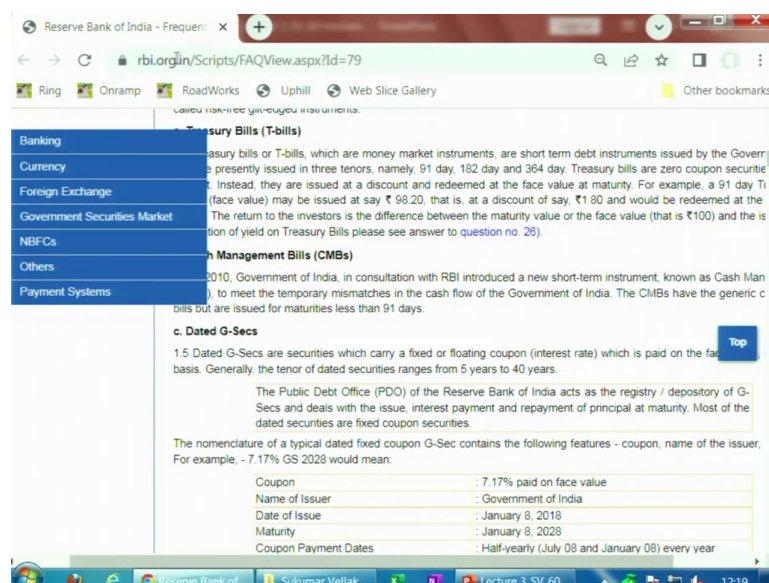 Reserve Bank of India - Frequent
rbi.org.in/Scripts/FAQView.aspx?Id=79
Ring Onramp RoadWorks Uphill Web Slice Gallery Other bookmarks
called risk-free gilt-edged instruments.
Treasury Bills (T-bills)
Banking
Currency
Foreign Exchange
Government Securities Market
NBFCs
Others
Payment Systems
asury bills or T-bills, which are money market instruments, are short term debt instruments issued by the Govern
e presently issued in three tenors, namely, 91 day, 182 day and 364 day. Treasury bills are zero coupon securitie
t. Instead, they are issued at a discount and redeemed at the face value at maturity. For example, a 91 day Tr
(face value) may be issued at say ₹ 98.20, that is, at a discount of say, ₹1.80 and would be redeemed at the
The return to the investors is the difference between the maturity value or the face value (that is ₹100) and the is
tion of yield on Treasury Bills please see answer to question no. 26).
h Management Bills (CMBs)
2010, Government of India, in consultation with RBI introduced a new short-term instrument, known as Cash Man
), to meet the temporary mismatches in the cash flow of the Government of India. The CMBs have the generic c
bills but are issued for maturities less than 91 days.
c. Dated G-Secs
Top
1.5 Dated G-Secs are securities which carry a fixed or floating coupon (interest rate) which is paid on the fac
basis. Generally, the tenor of dated securities ranges from 5 years to 40 years.
The Public Debt Office (PDO) of the Reserve Bank of India acts as the registry / depository of G-
Secs and deals with the issue, interest payment and repayment of principal at maturity. Most of the
dated securities are fixed coupon securities.
The nomenclature of a typical dated fixed coupon G-Sec contains the following features - coupon, name of the issuer,
For example, - 7.17% GS 2028 would mean:
Coupon : 7.17% paid on face value
Name of Issuer : Government of India
Date of Issue : January 8, 2018
Maturity : January 8, 2028
Coupon Payment Dates : Half-yearly (July 08 and January 08) every year
Reserve Bank of Sukumar Vellak Lecture 3_SV_60 12:19